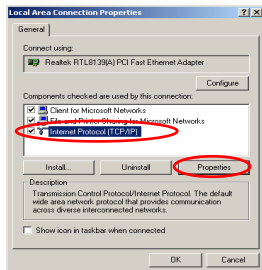 Local Area Connection Properties
General
Connect using:
Realtek RTL8139(A) PCI Fast Ethernet Adapter
Configure
Components checked are used by this connection:
Client for Microsoft Networks
File and Printer Sharing for Microsoft Networks
Internet Protocol (TCP/IP)
Install...
Uninstall
Properties
Description
Transmission Control Protocol/Internet Protocol. The default
wide area network protocol that provides communication
across diverse interconnected networks.
Show icon in taskbar when connected
OK
Cancel